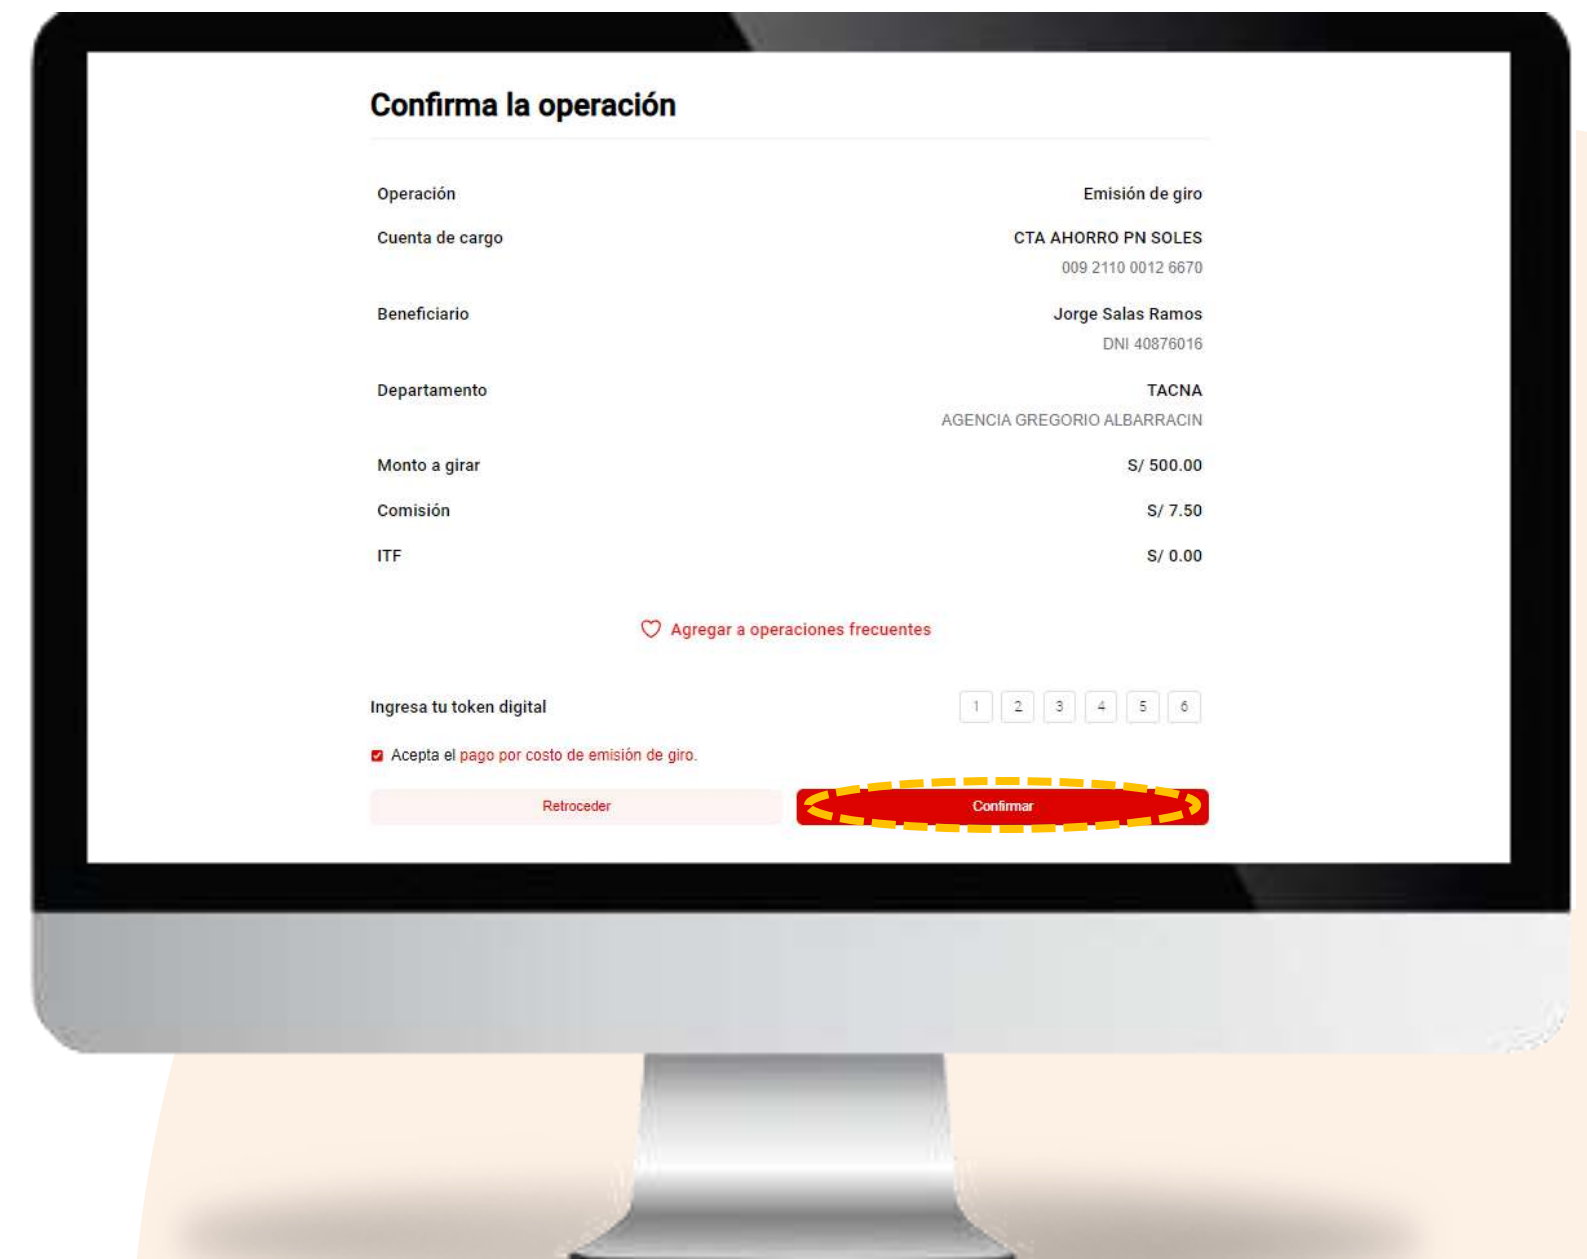 Confirma la operación
Operación Emisión de giro
Cuenta de cargo CTA AHORRO PN SOLES
009 2110 0012 6670
Beneficiario Jorge Salas Ramos
DNI 40876016
Departamento TACNA
AGENCIA GREGORIO ALBARRACIN
Monto a girar S/ 500.00
Comisión S/ 7.50
ITF S/ 0.00
Agregar a operaciones frecuentes
Ingresa tu token digital 1 2 3 4 5 6
Acepta el pago por costo de emisión de giro.
Retroceder Confirmar